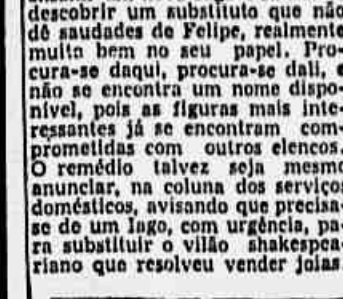 descobrir um substituto que não
dê saudades de Felipe, realmente
muito bem no seu papel. Pro-
cura-se daqui, procura-se dali, e
não se encontra um nome dispo-
nível, pois as figuras mais inte-
ressantes já se encontram com-
prometidas com outros elencos.
O remédio talvez seja mesmo
anunciar, na coluna dos serviços
domésticos, avisando que precisa-
se de um Iago, com urgência, pa-
ra substituir o vilão shakespea-
riano que resolveu vender joias